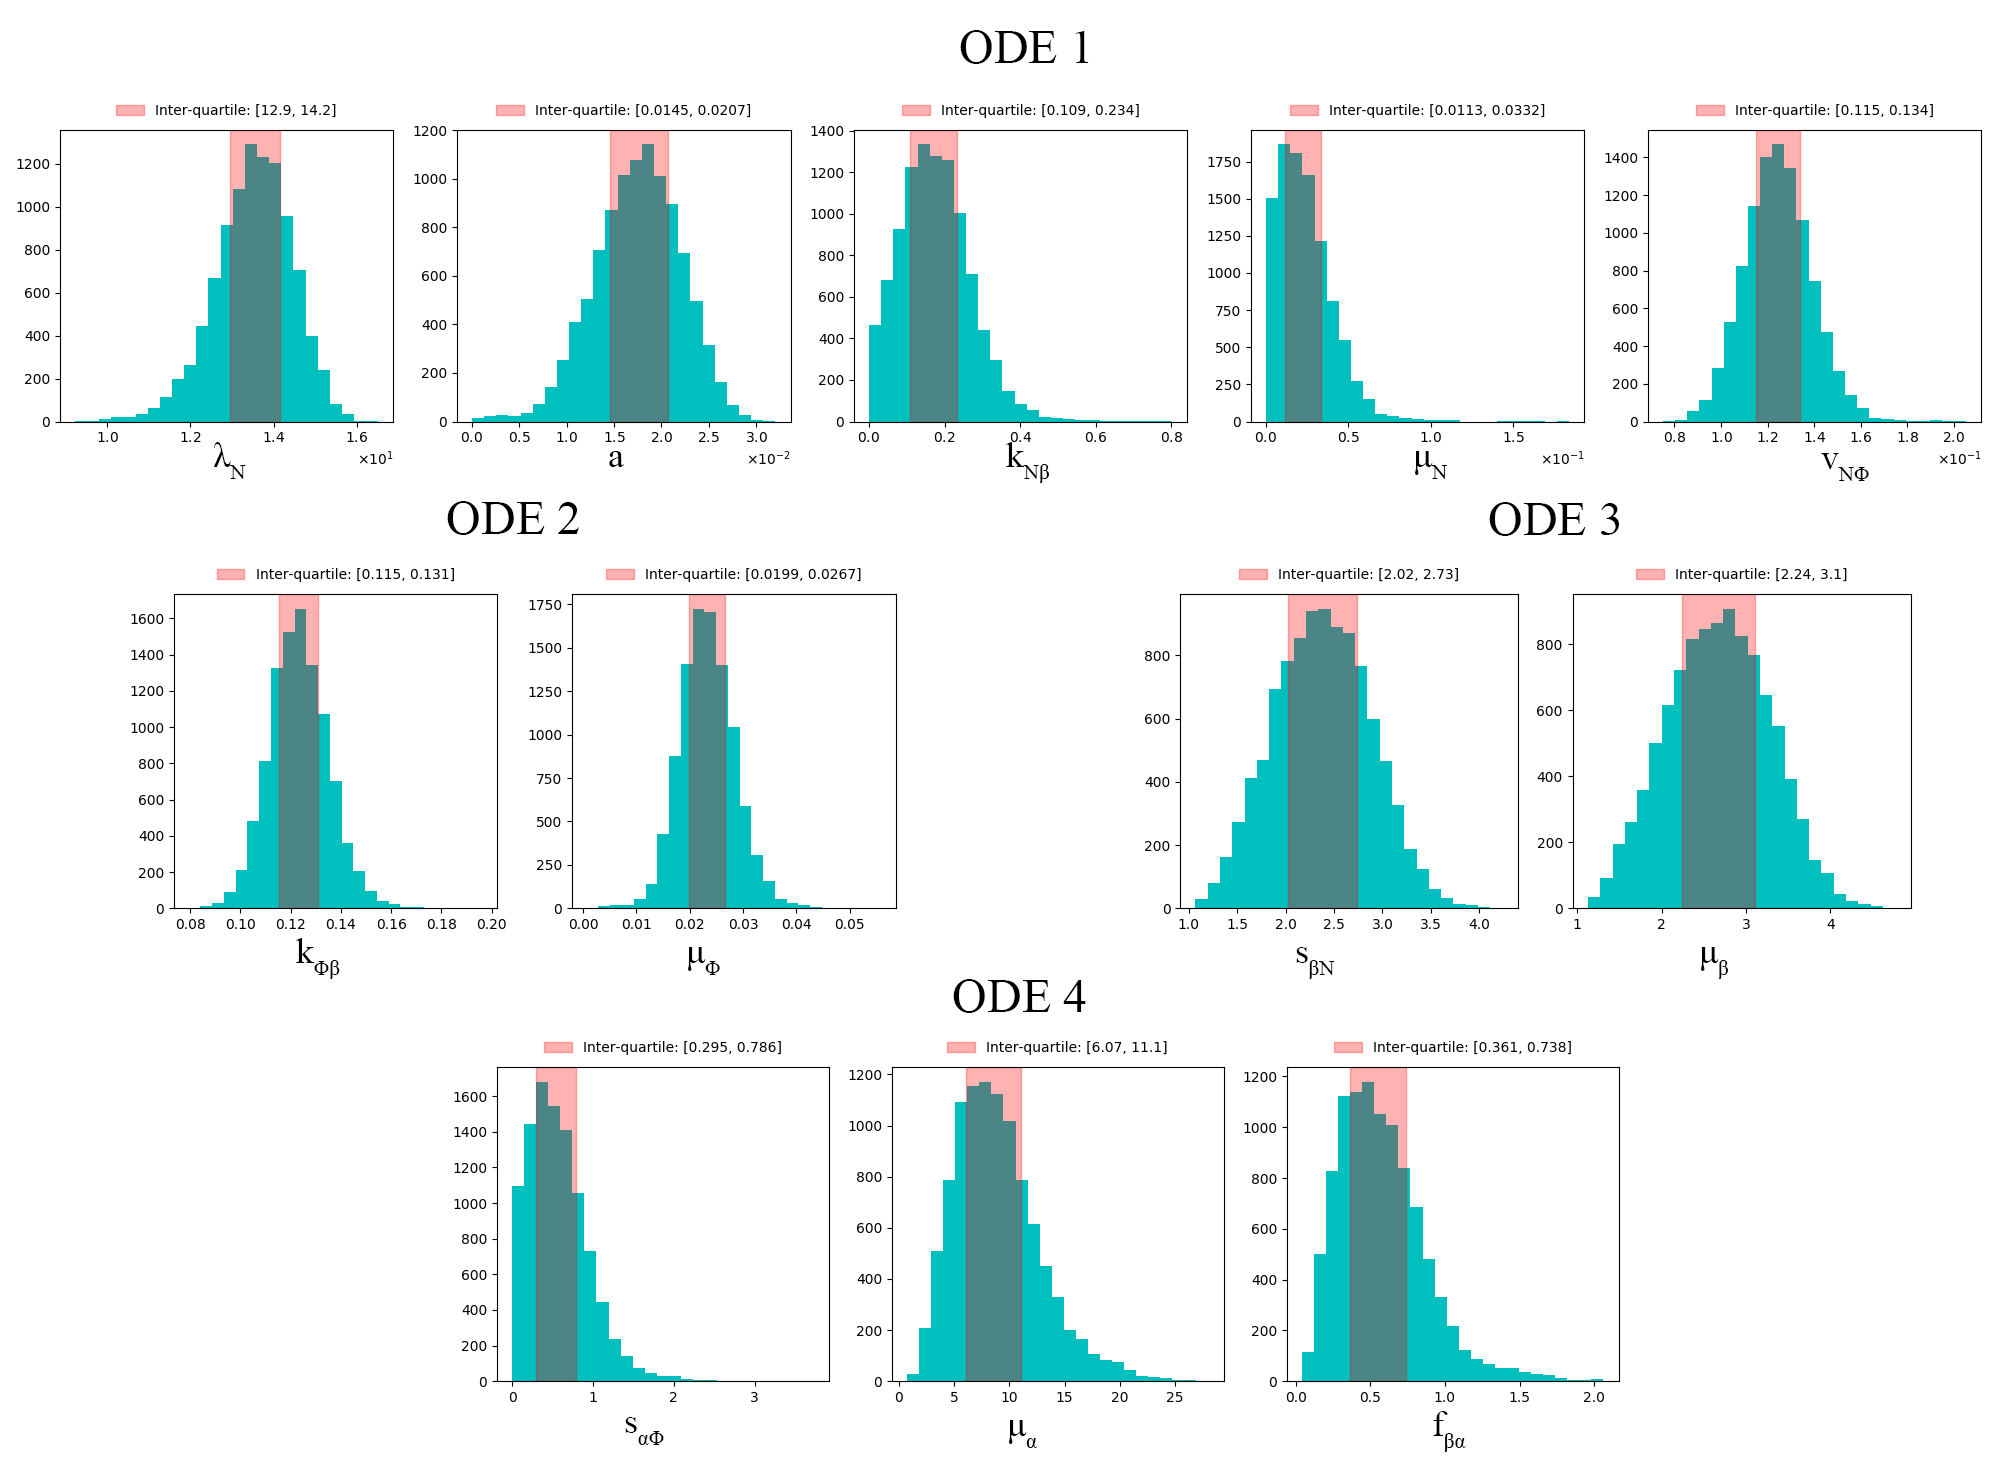 ODE 1
Inter-quartile: [12.9, 14.2]
Inter-quartile: [0.0145, 0.0207]
Inter-quartile: [0.109, 0.234]
Inter-quartile: [0.0113, 0.0332]
Inter-quartile: [0.115, 0.134]
0 200 400 600 800 1000 1200
1.0 1.2 1.4 1.6
×10¹
λ_N
0 200 400 600 800 1000 1200
0.0 0.5 1.0 1.5 2.0 2.5 3.0
×10⁻²
a
0 200 400 600 800 1000 1200 1400
0.0 0.2 0.4 0.6 0.8
k_Nβ
0 250 500 750 1000 1250 1500 1750
0.0 0.5 1.0 1.5
×10⁻¹
μ_N
0 200 400 600 800 1000 1200 1400
0.8 1.0 1.2 1.4 1.6 1.8 2.0
×10⁻¹
v_NΦ
ODE 2
Inter-quartile: [0.115, 0.131]
Inter-quartile: [0.0199, 0.0267]
0 200 400 600 800 1000 1200 1400 1600
0.08 0.10 0.12 0.14 0.16 0.18 0.20
k_Φβ
0 250 500 750 1000 1250 1500 1750
0.00 0.01 0.02 0.03 0.04 0.05
μ_Φ
ODE 3
Inter-quartile: [2.02, 2.73]
Inter-quartile: [2.24, 3.1]
0 200 400 600 800
1.0 1.5 2.0 2.5 3.0 3.5 4.0
s_βN
0 200 400 600 800
1 2 3 4
μ_β
ODE 4
Inter-quartile: [0.295, 0.786]
Inter-quartile: [6.07, 11.1]
Inter-quartile: [0.361, 0.738]
0 200 400 600 800 1000 1200 1400 1600
0 1 2 3
s_αΦ
0 200 400 600 800 1000 1200
0 5 10 15 20 25
μ_α
0 200 400 600 800 1000 1200
0.0 0.5 1.0 1.5 2.0
f_βα